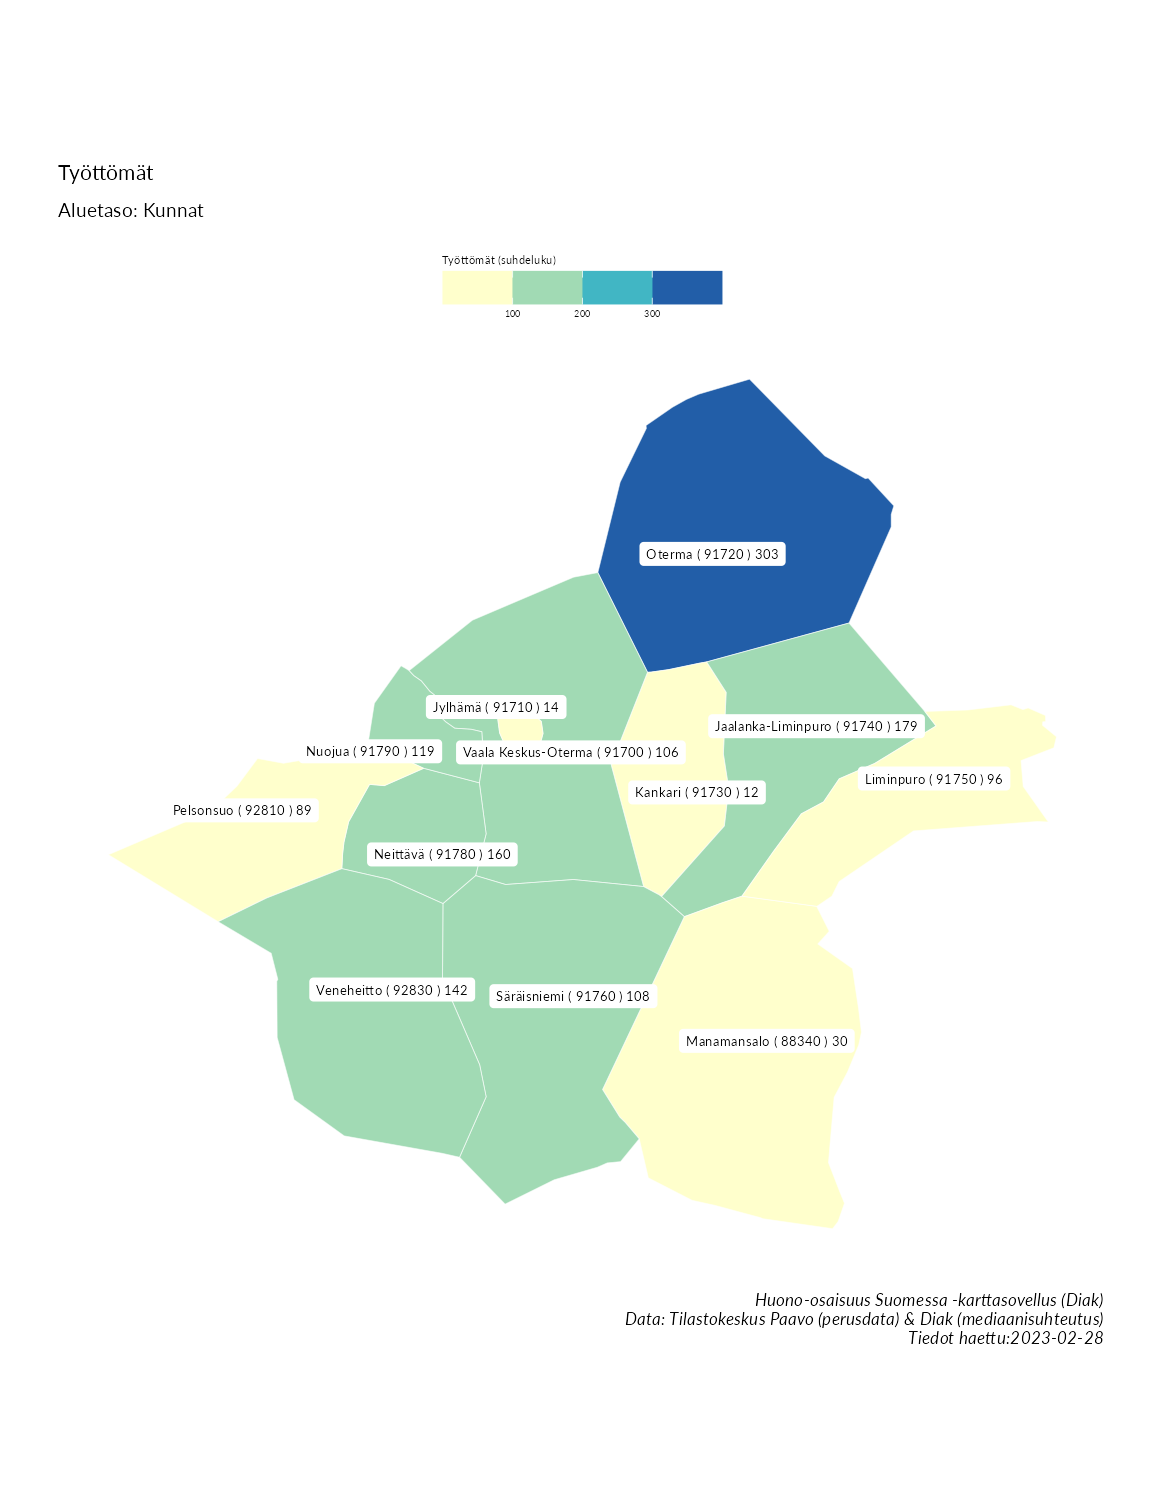 Työttömät
Aluetaso: Kunnat
Työttömät (suhdeluku)
100 200 300
Oterma ( 91720 ) 303
Jylhämä ( 91710 ) 14
Jaalanka-Liminpuro ( 91740 ) 179
Nuojua ( 91790 ) 119
Vaala Keskus-Oterma ( 91700 ) 106
Liminpuro ( 91750 ) 96
Kankari ( 91730 ) 12
Pelsonsuo ( 92810 ) 89
Neittävä ( 91780 ) 160
Veneheitto ( 92830 ) 142
Säräisniemi ( 91760 ) 108
Manamansalo ( 88340 ) 30
Huono-osaisuus Suomessa -karttasovellus (Diak)
Data: Tilastokeskus Paavo (perusdata) & Diak (mediaanisuhteutus)
Tiedot haettu:2023-02-28